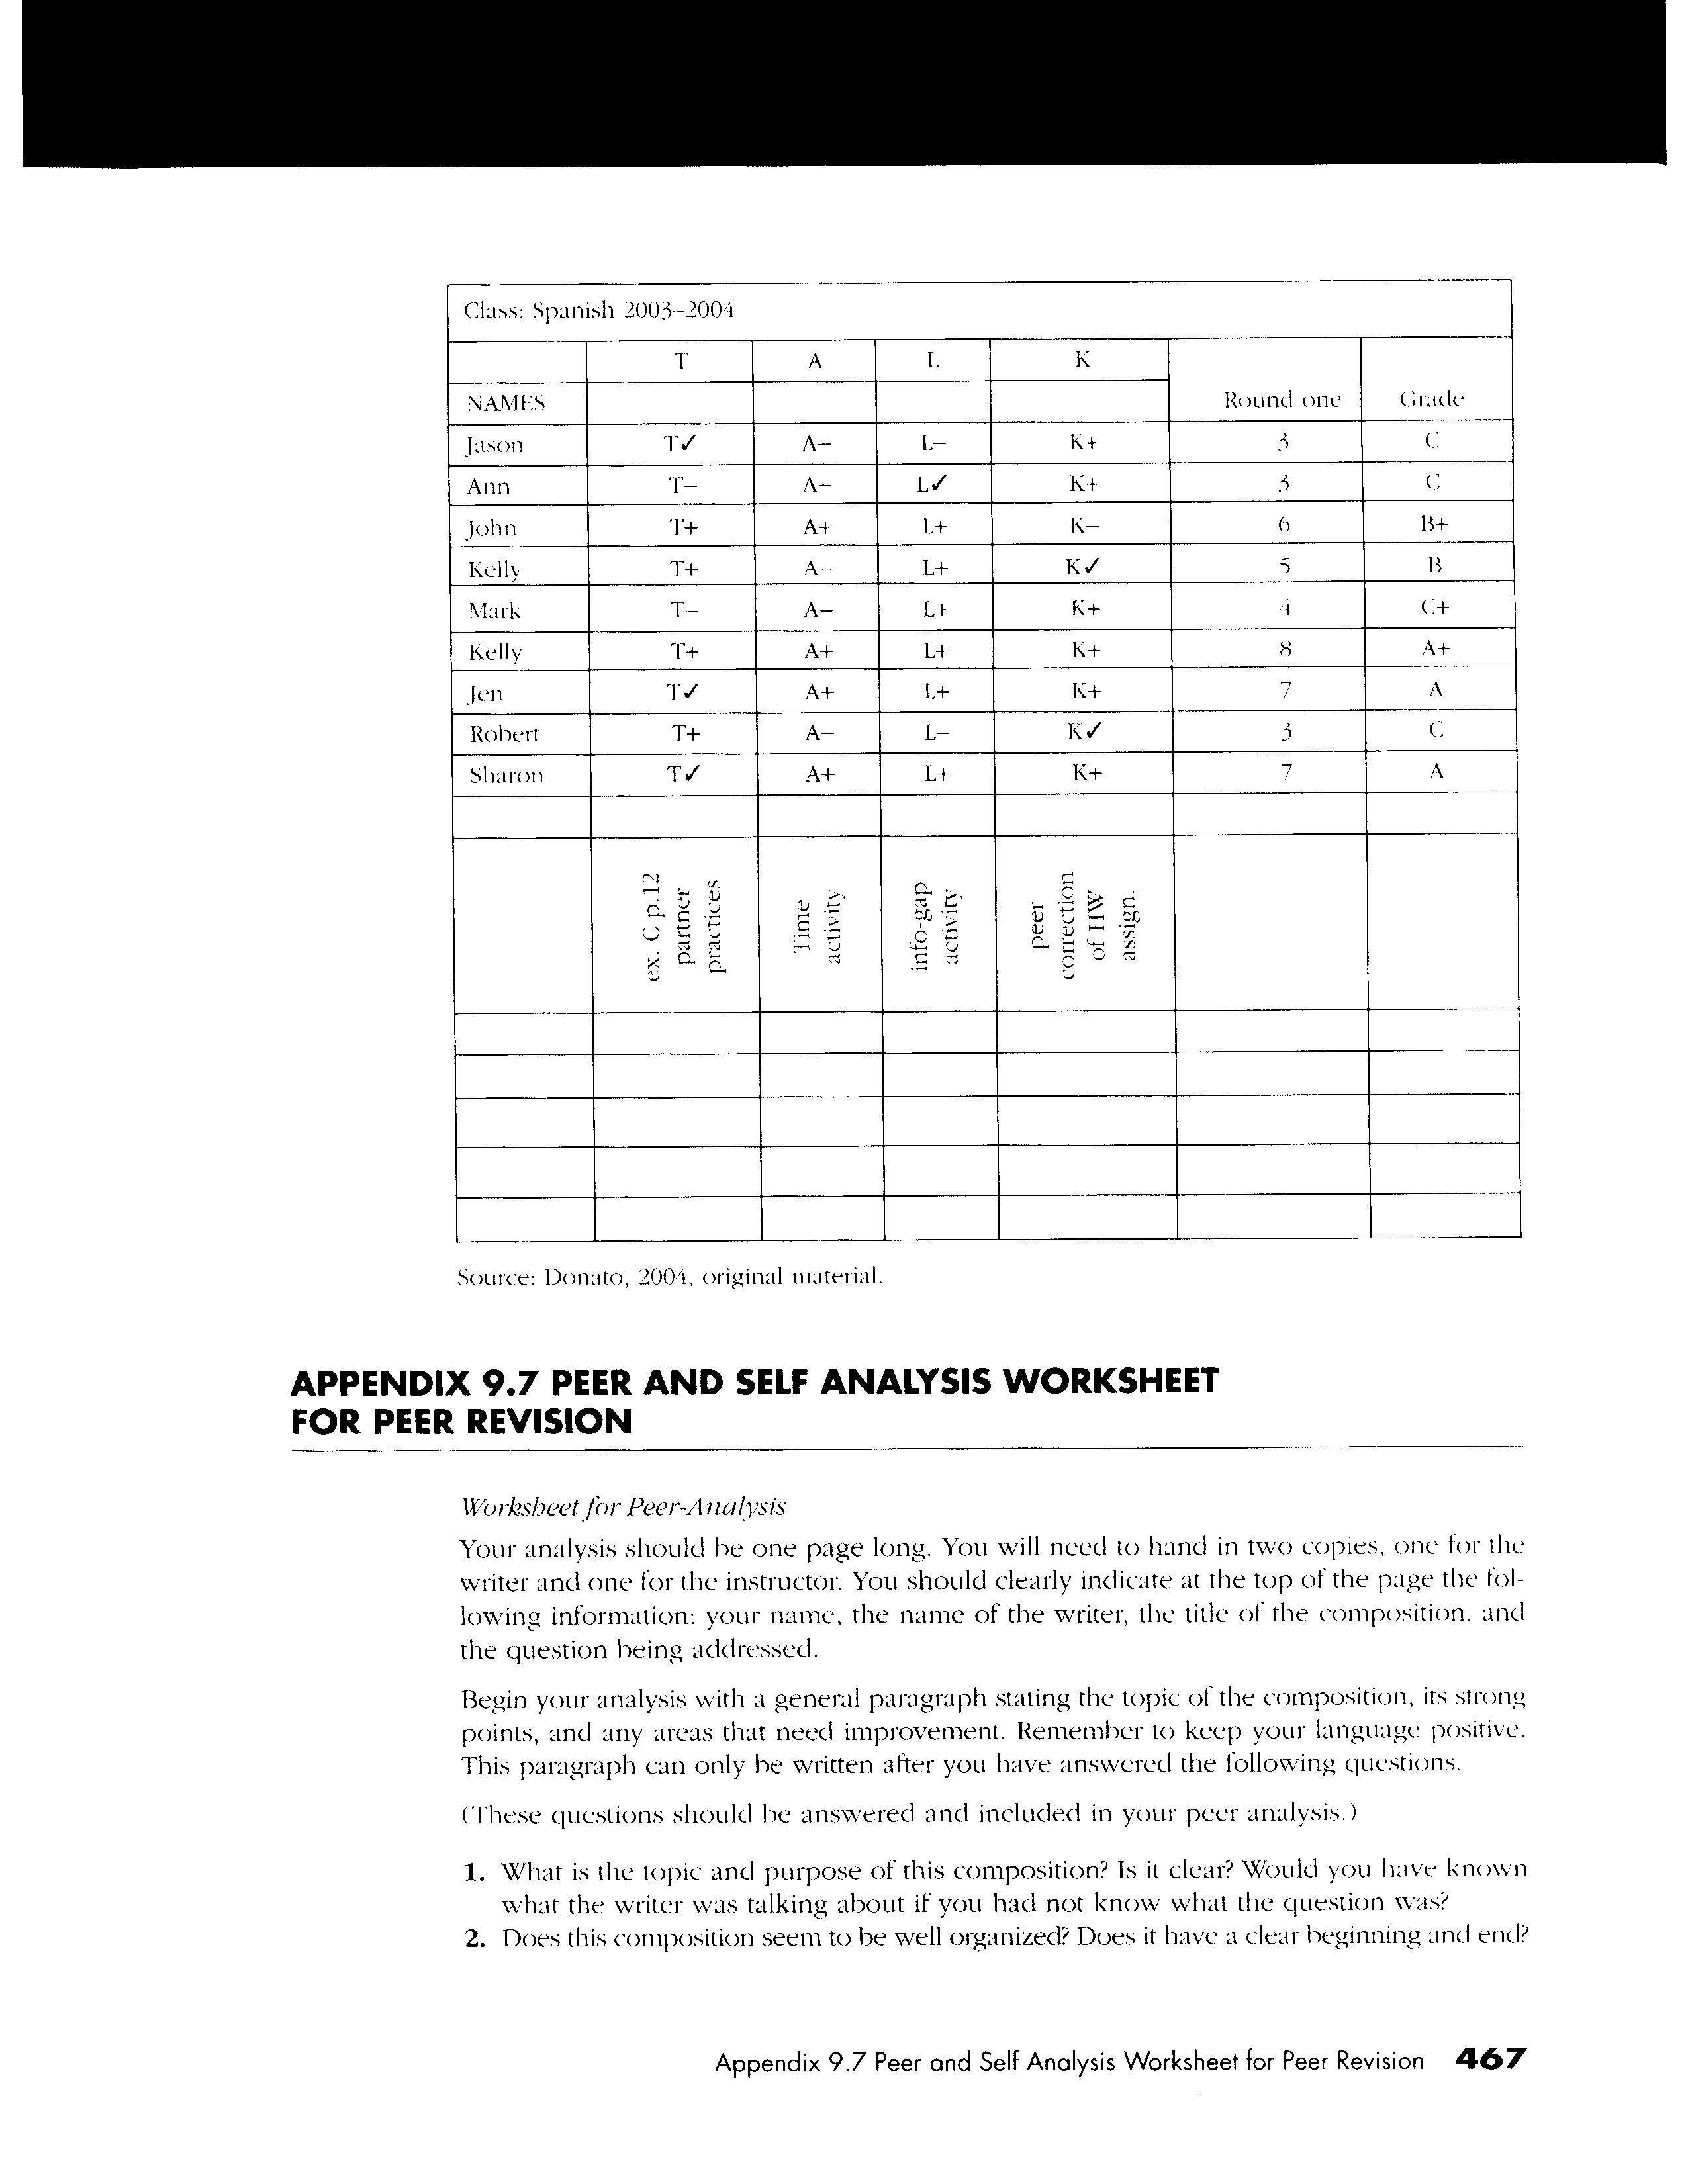 Class: Spanish 2003--2004
T A L K
NAMES Round one Grade
Jason T✓ A– L– K+ 3 C
Ann T– A– L✓ K+ 3 C
John T+ A+ L+ K– 6 B+
Kelly T+ A– L+ K✓ 5 B
Mark T– A– L+ K+ 4 C+
Kelly T+ A+ L+ K+ 8 A+
Jen T✓ A+ L+ K+ 7 A
Robert T+ A– L– K✓ 3 C
Sharon T✓ A+ L+ K+ 7 A
ex. C p.12
partner
practices
Time
activity
info-gap
activity
peer
correction
of HW
assign.
Source: Donato, 2004, original material.
APPENDIX 9.7 PEER AND SELF ANALYSIS WORKSHEET
FOR PEER REVISION
Worksheet for Peer-Analysis
Your analysis should be one page long. You will need to hand in two copies, one for the
writer and one for the instructor. You should clearly indicate at the top of the page the fol-
lowing information: your name, the name of the writer, the title of the composition, and
the question being addressed.
Begin your analysis with a general paragraph stating the topic of the composition, its strong
points, and any areas that need improvement. Remember to keep your language positive.
This paragraph can only be written after you have answered the following questions.
(These questions should be answered and included in your peer analysis.)
1. What is the topic and purpose of this composition? Is it clear? Would you have known
what the writer was talking about if you had not know what the question was?
2. Does this composition seem to be well organized? Does it have a clear beginning and end?
Appendix 9.7 Peer and Self Analysis Worksheet for Peer Revision 467